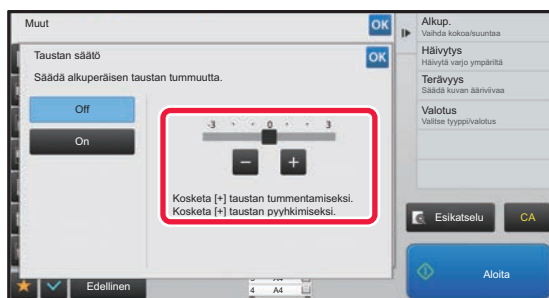 Muut
OK
Taustan säätö
OK
Säädä alkuperäisen taustan tummuutta.
Off
On
-3 0 3
Kosketa [+] taustan tummentamiseksi.
Kosketa [+] taustan pyyhkimiseksi.
Edellinen
A4
4 A4
Alkup.
Vaihda kokoa/suuntaa
Häivytys
Häivytä varjo ympäriltä
Terävyys
Säädä kuvan ääriviivaa
Valotus
Valitse tyyppi/valotus
Esikatselu
CA
Aloita